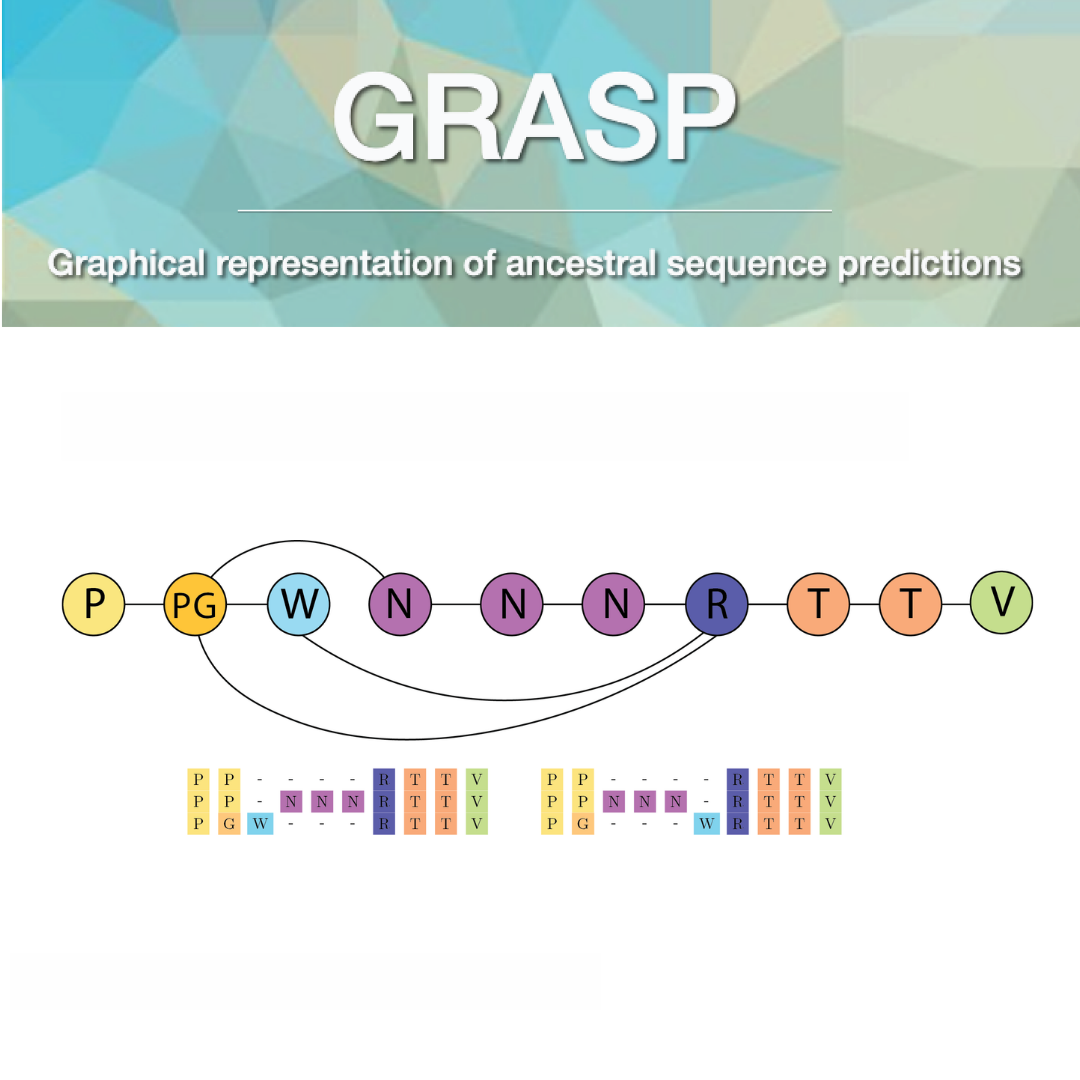 GRASP
Graphical representation of ancestral sequence predictions
P PG W N N N R T T V
P P - - - - R T T V
P P - N N N R T T V
P G W - - - R T T V
P P - - - - R T T V
P P N N N - R T T V
P G - - - W R T T V